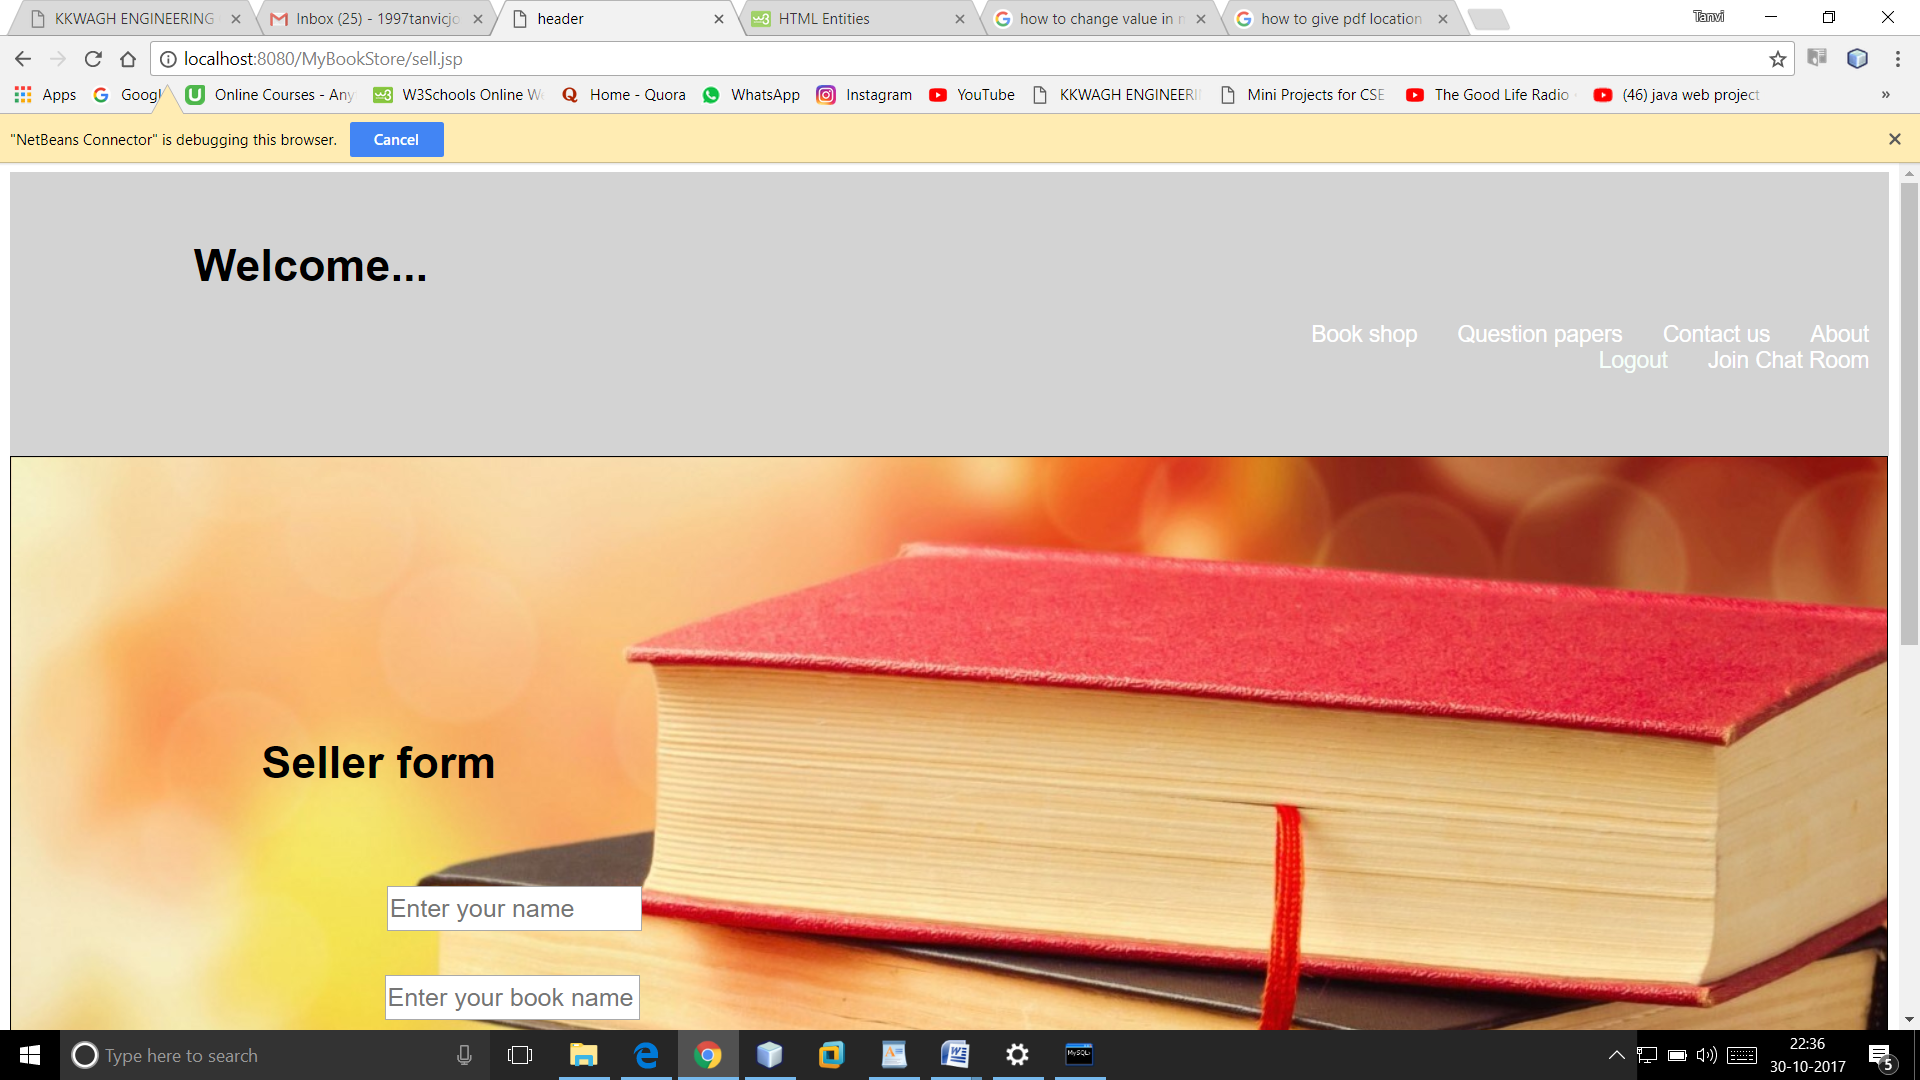 KKWAGH ENGINEERING
Inbox (25) - 1997tanvicjo
header
HTML Entities
how to change value in m
how to give pdf location
Tanvi
localhost:8080/MyBookStore/sell.jsp
Apps
Googl
Online Courses - Any
W3Schools Online We
Home - Quora
WhatsApp
Instagram
YouTube
KKWAGH ENGINEERI
Mini Projects for CSE
The Good Life Radio
(46) java web project
»
"NetBeans Connector" is debugging this browser.
Cancel
Welcome...
Book shop Question papers Contact us About
Logout Join Chat Room
Seller form
Enter your name
Enter your book name
Type here to search
22:36
30-10-2017
5